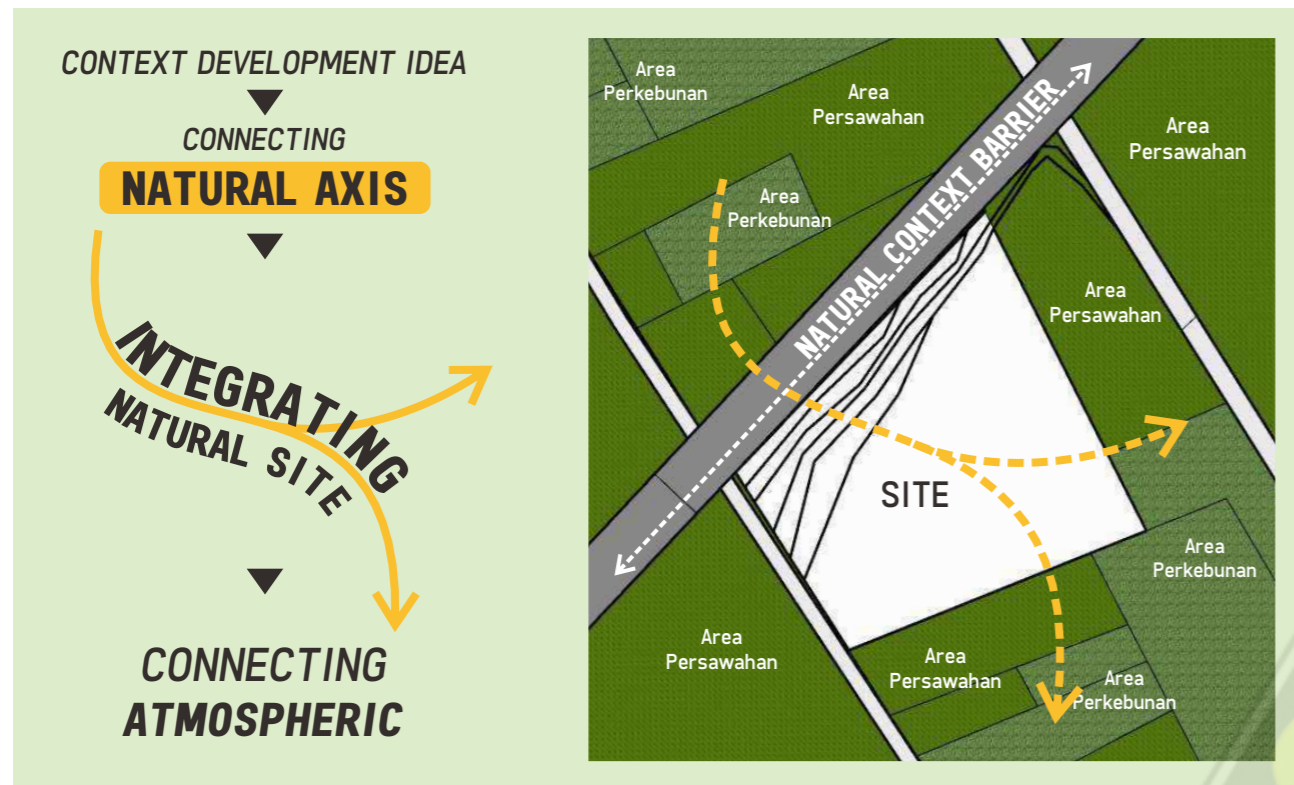 CONTEXT DEVELOPMENT IDEA
CONNECTING
NATURAL AXIS
INTEGRATING
NATURAL SITE
CONNECTING
ATMOSPHERIC
Area
Perkebunan
Area
Persawahan
Area
Persawahan
Area
Perkebunan
NATURAL CONTEXT BARRIER
Area
Persawahan
SITE
Area
Perkebunan
Area
Persawahan
Area
Persawahan
Area
Perkebunan